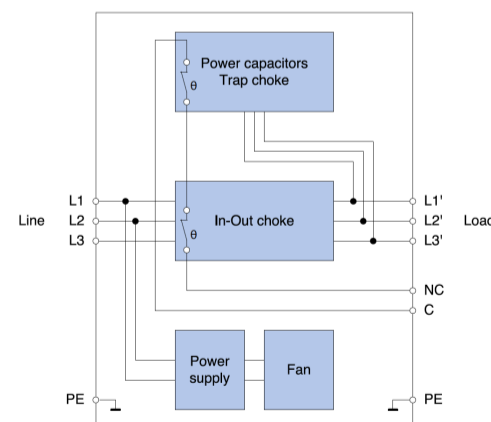 Power capacitors
Trap choke
θ
L1
L1'
Line
L2
In-Out choke
L2'
Load
L3
θ
L3'
NC
C
Power
supply
Fan
PE
PE